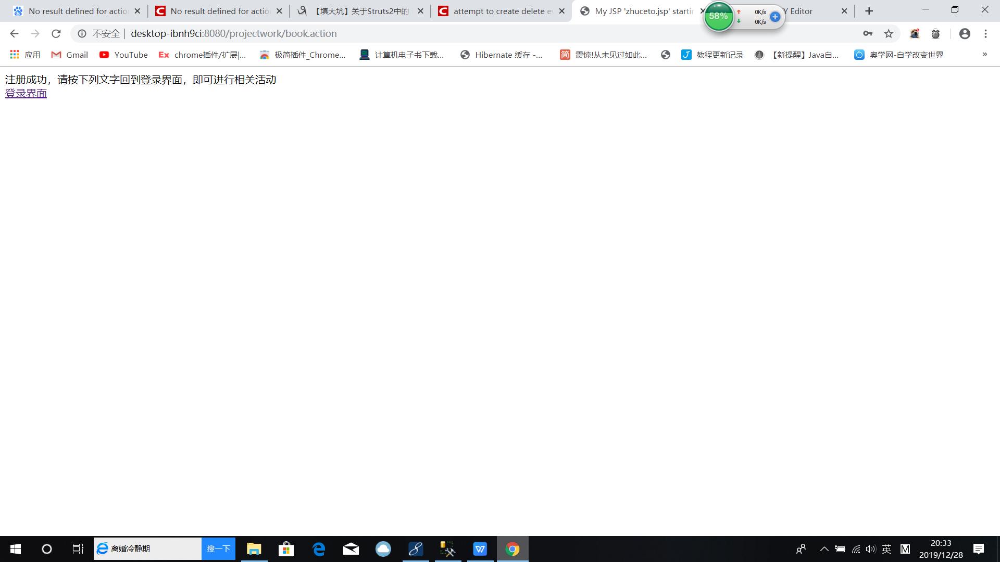 No result defined for actio
No result defined for actio
【填大坑】关于Struts2中的
attempt to create delete e
My JSP 'zhuceto.jsp' starti
Y Editor
58%
0K/s
0K/s
不安全 | desktop-ibnh9ci:8080/projectwork/book.action
应用
Gmail
YouTube
Ex chrome插件/扩展|...
极简插件_Chrome...
计算机电子书下载...
Hibernate 缓存 -...
简 震惊!从未见过如此...
J 教程更新记录
【新提醒】Java自...
奥学网-自学改变世界
»
注册成功，请按下列文字回到登录界面，即可进行相关活动
登录界面
离婚冷静期
搜一下
英
M
20:33
2019/12/28